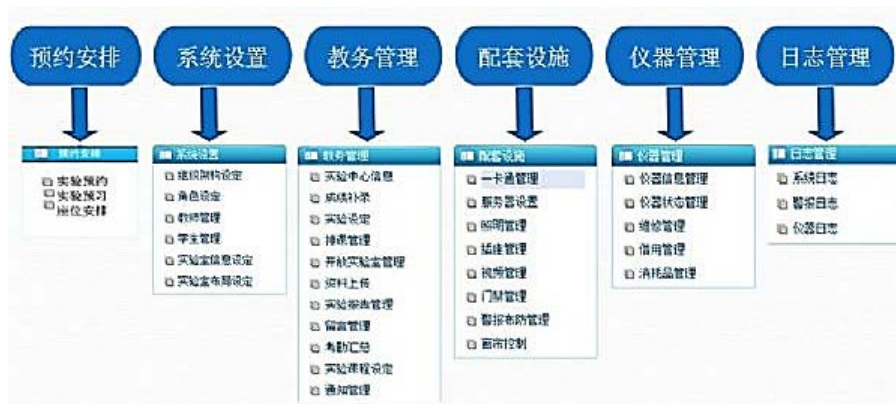 预约安排
系统设置
教务管理
配套设施
仪器管理
日志管理
预约安排
实验预约
实验预习
座位安排
系统设置
组织架构设定
角色设定
教师管理
学生管理
实验室信息设定
实验室布局设定
教务管理
实验中心信息
成绩补录
实验设定
排课管理
开放实验室管理
资料上传
实验报告管理
留言管理
考勤汇总
实验课程设定
通知管理
配套设施
一卡通管理
服务器设置
照明管理
插座管理
视频管理
门禁管理
警报布防管理
窗帘控制
仪器管理
仪器信息管理
仪器状态管理
维修管理
借用管理
消耗品管理
日志管理
系统日志
警报日志
仪器日志